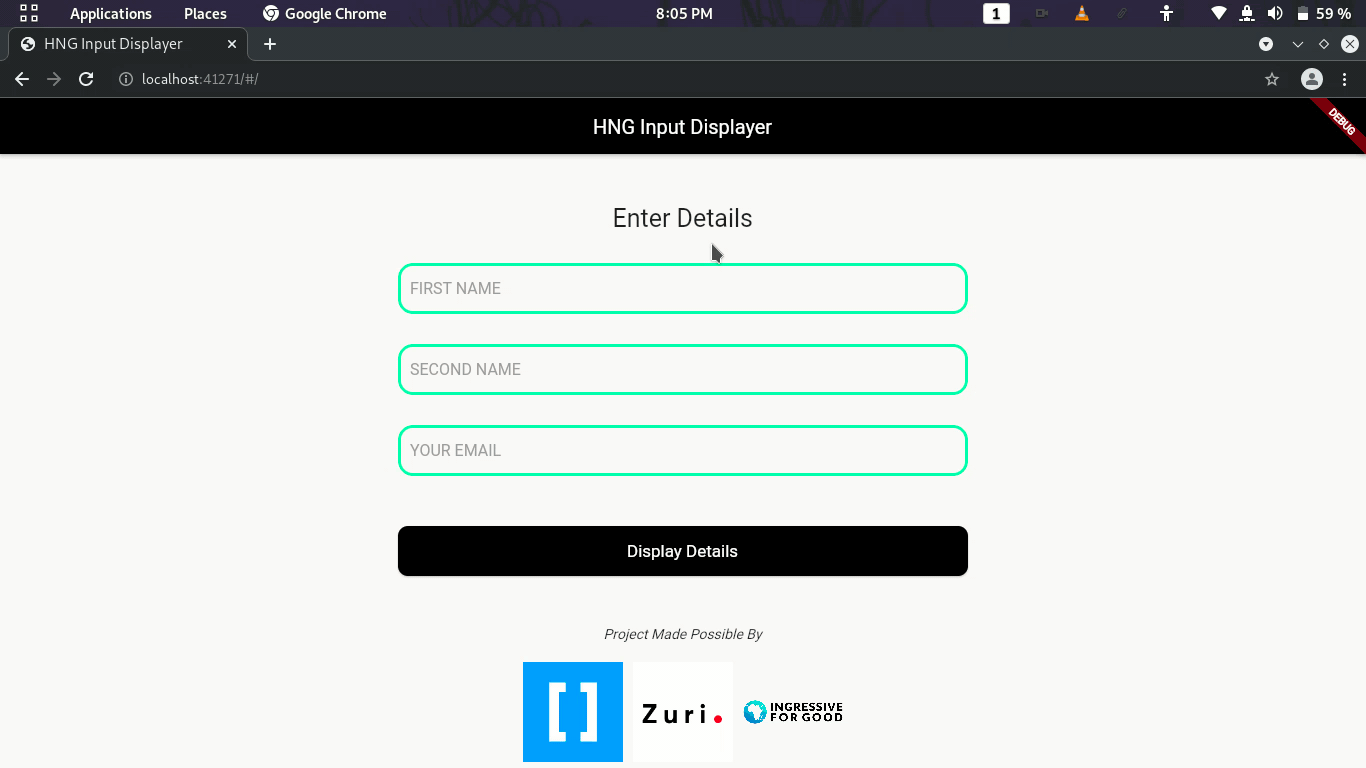 Applications Places Google Chrome 8:05 PM 1 59 %
HNG Input Displayer
localhost:41271/#/
HNG Input Displayer
DEBUG
Enter Details
FIRST NAME
SECOND NAME
YOUR EMAIL
Display Details
Project Made Possible By
[ ]
Zuri.
INGRESSIVE
FOR GOOD